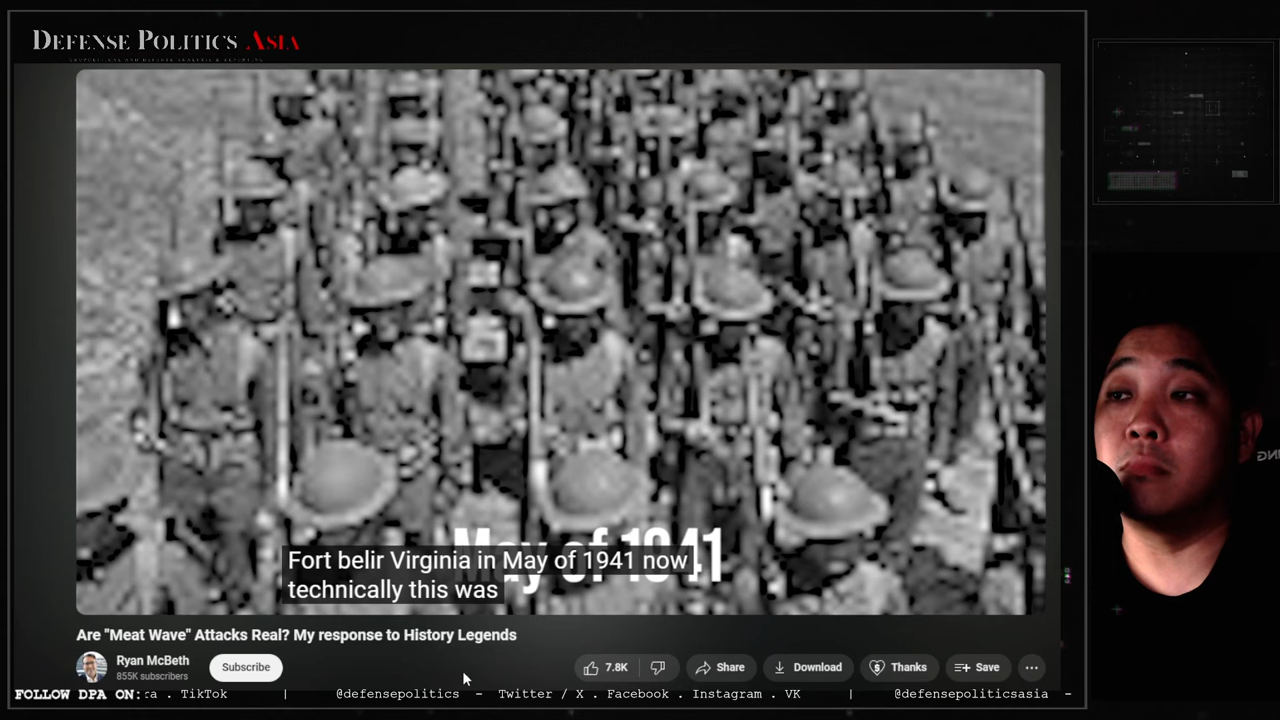 DEFENSE POLITICS ASIA
May of 1941
Fort belir Virginia in May of 1941 now
technically this was
Are "Meat Wave" Attacks Real? My response to History Legends
Ryan McBeth
855K subscribers
Subscribe
7.8K
Share
Download
Thanks
Save
FOLLOW DPA ON:
ra . TikTok | @defensepolitics - Twitter / X . Facebook . Instagram . VK | @defensepoliticsasia -